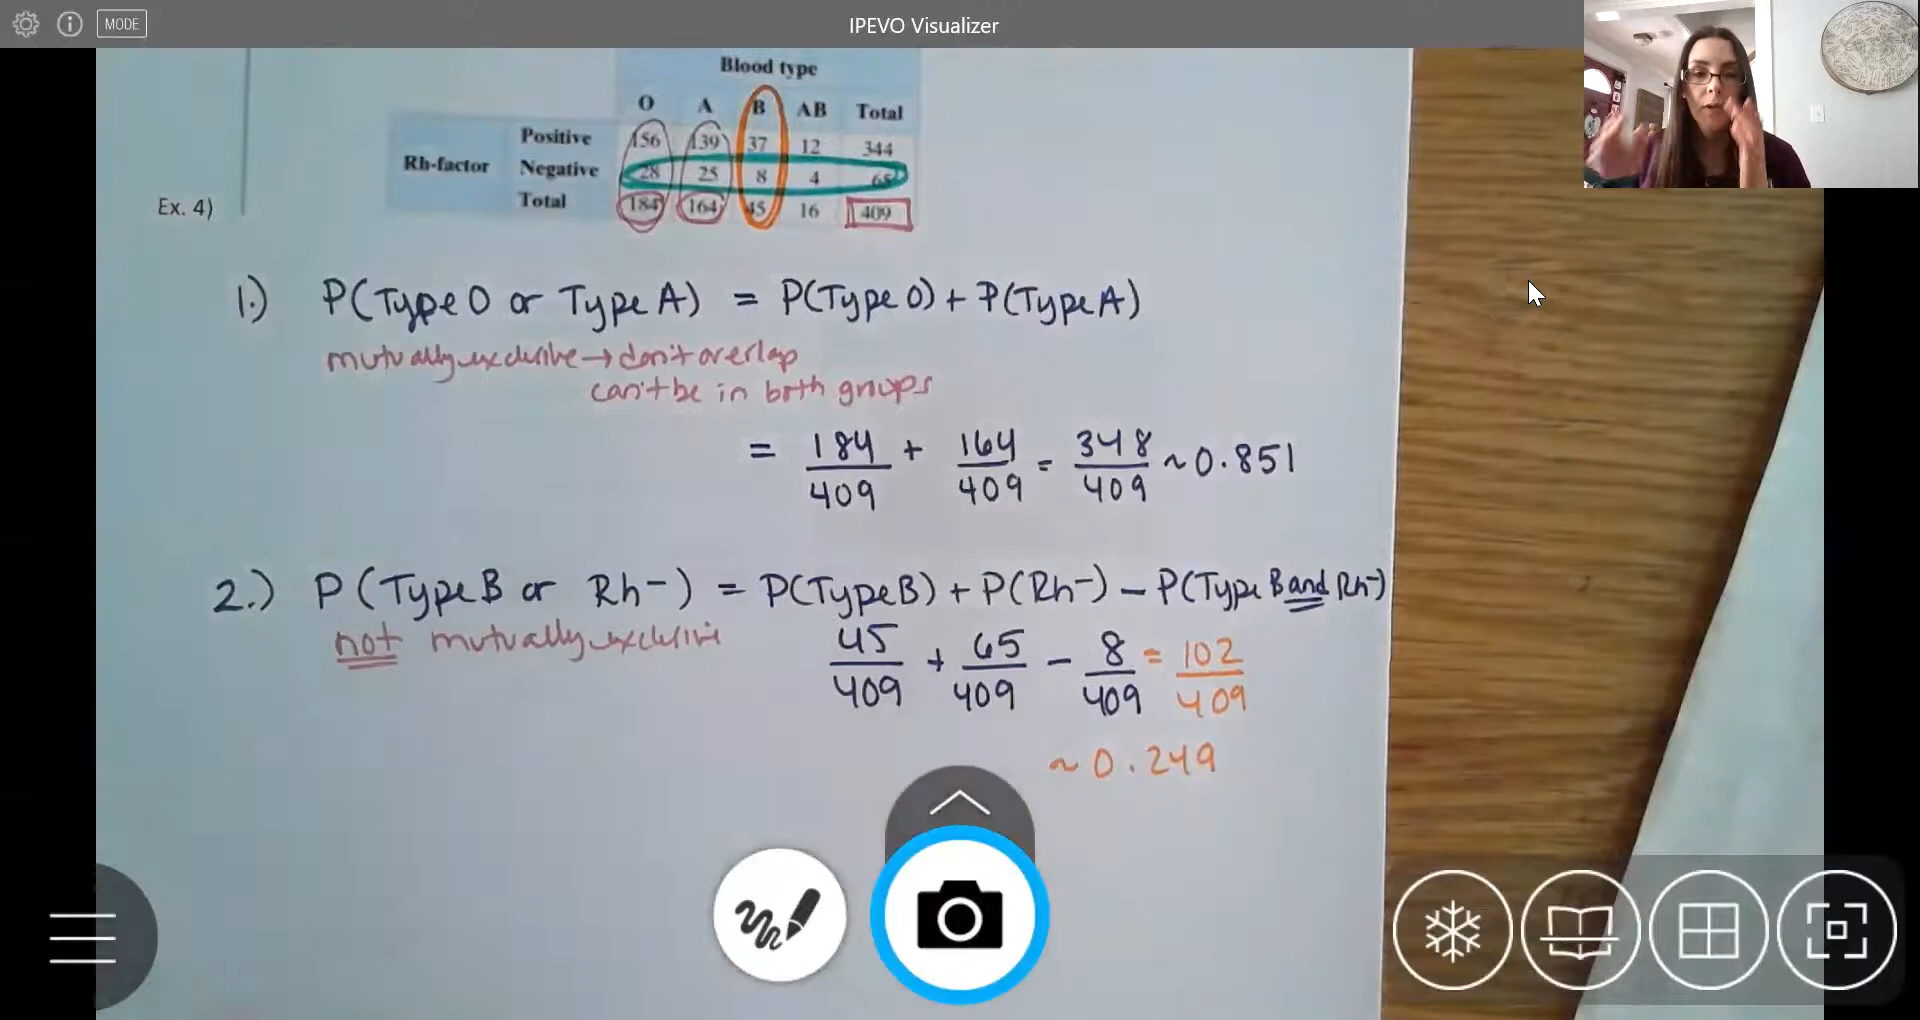 MODE
IPEVO Visualizer
Blood type
O A B AB Total
Positive 156 139 37 12 344
Rh-factor Negative 28 25 8 4 65
Total 184 164 45 16 409
Ex. 4)
1.) P(Type O or Type A) = P(Type O) + P(Type A)
mutually exclusive → don't overlap
can't be in both groups
= 184/409 + 164/409 = 348/409 ~ 0.851
2.) P(Type B or Rh-) = P(Type B) + P(Rh-) - P(Type B and Rh-)
not mutually exclusive
45/409 + 65/409 - 8/409 = 102/409
~ 0.249